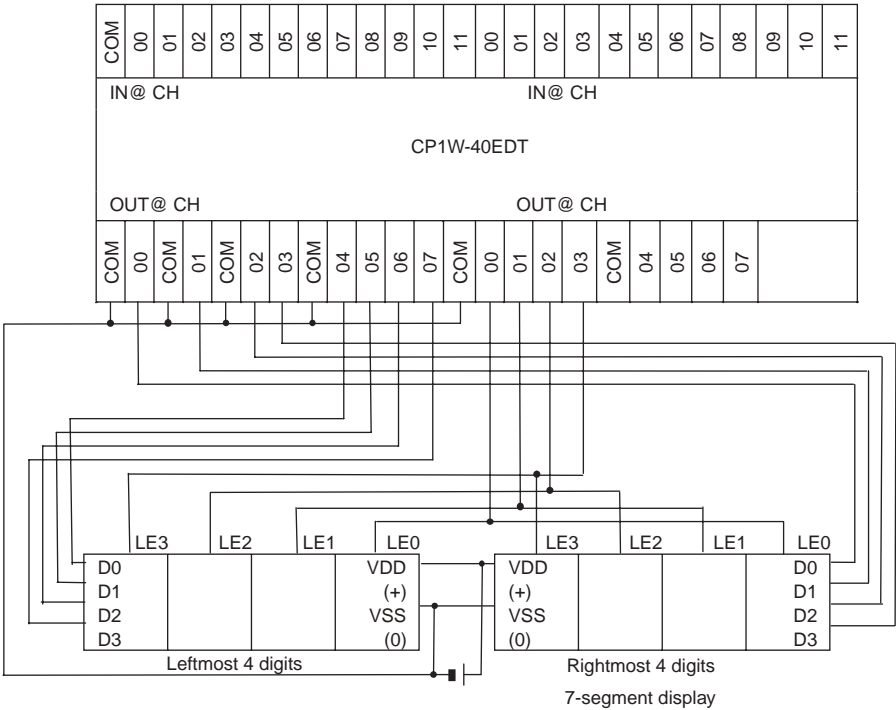 COM 00 01 02 03 04 05 06 07 08 09 10 11 00 01 02 03 04 05 06 07 08 09 10 11
IN@ CH IN@ CH
CP1W-40EDT
OUT@ CH OUT@ CH
COM 00 COM 01 COM 02 03 COM 04 05 06 07 COM 00 01 02 03 COM 04 05 06 07
LE3 LE2 LE1 LE0 LE3 LE2 LE1 LE0
D0 VDD VDD D0
D1 (+) (+) D1
D2 VSS VSS D2
D3 (0) (0) D3
Leftmost 4 digits Rightmost 4 digits
7-segment display